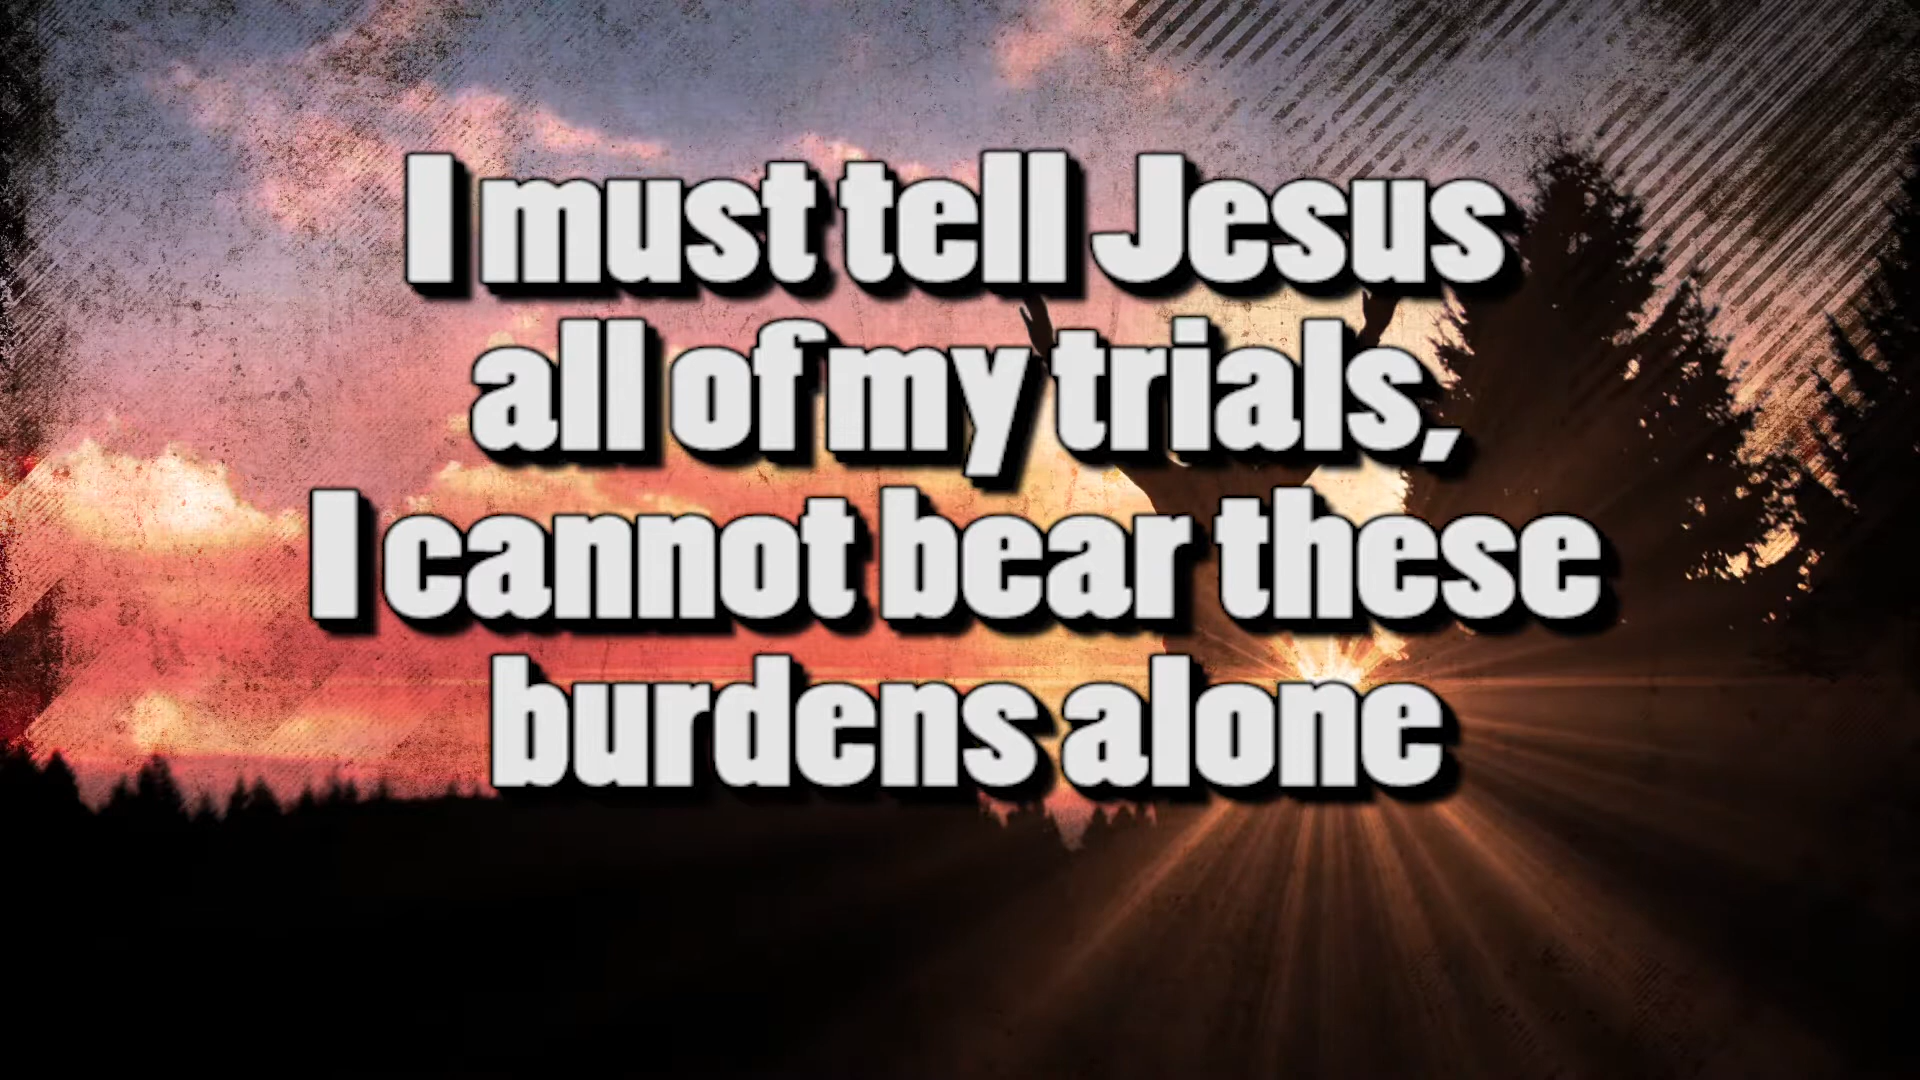 I must tell Jesus
all of my trials,
I cannot bear these
burdens alone